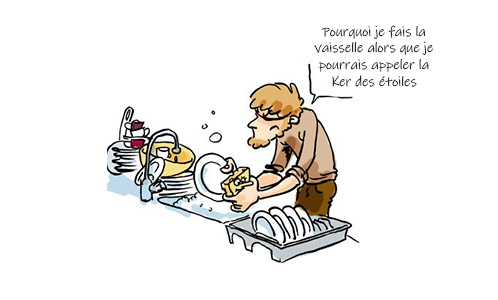 Pourquoi je fais la
vaisselle alors que je
pourrais appeler la
Ker des étoiles